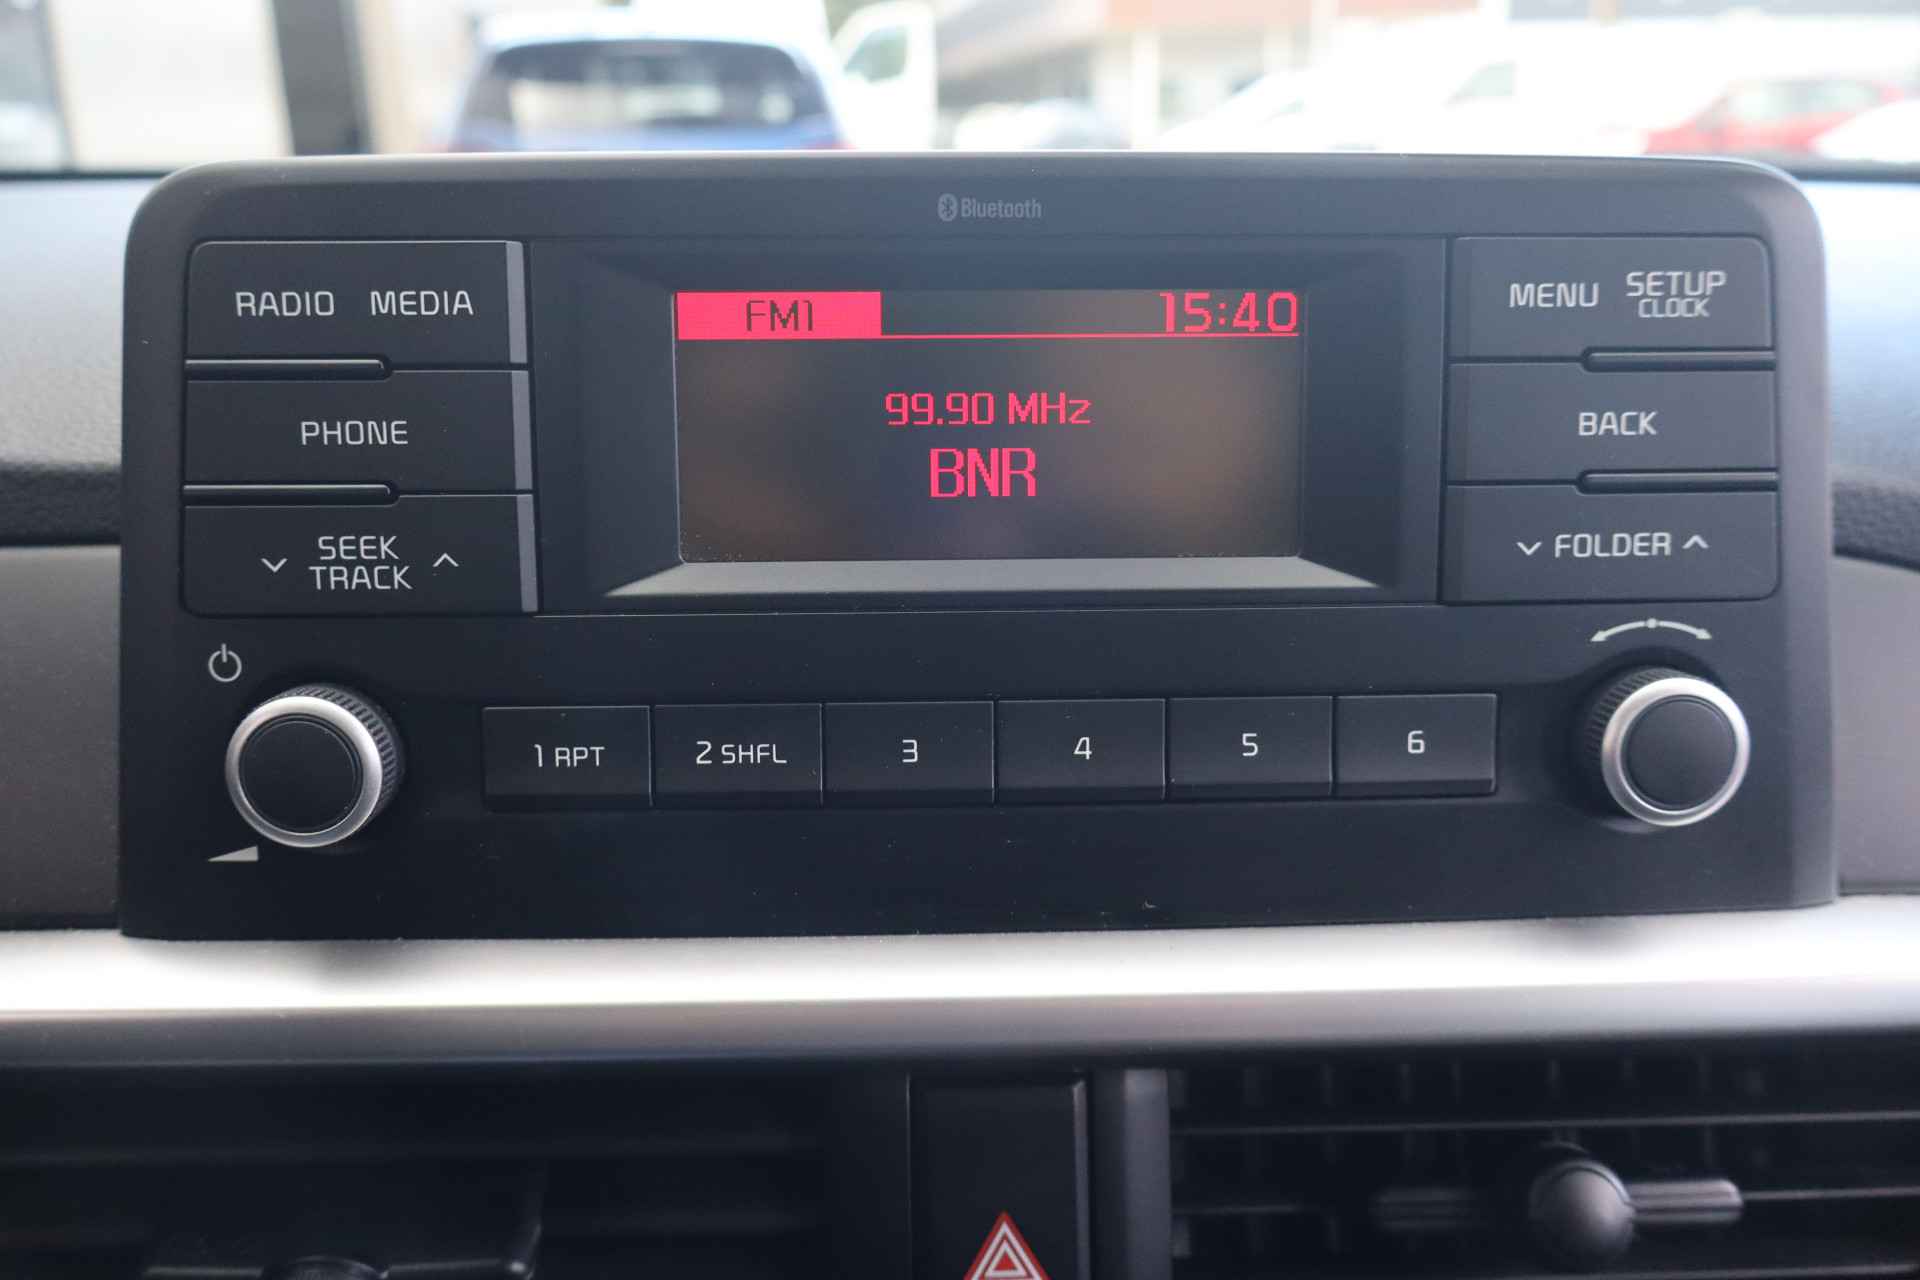 Bluetooth
RADIO MEDIA
PHONE
SEEK
TRACK
FM1 15:40
99.90 MHz
BNR
MENU SETUP
CLOCK
BACK
FOLDER
1 RPT 2 SHFL 3 4 5 6